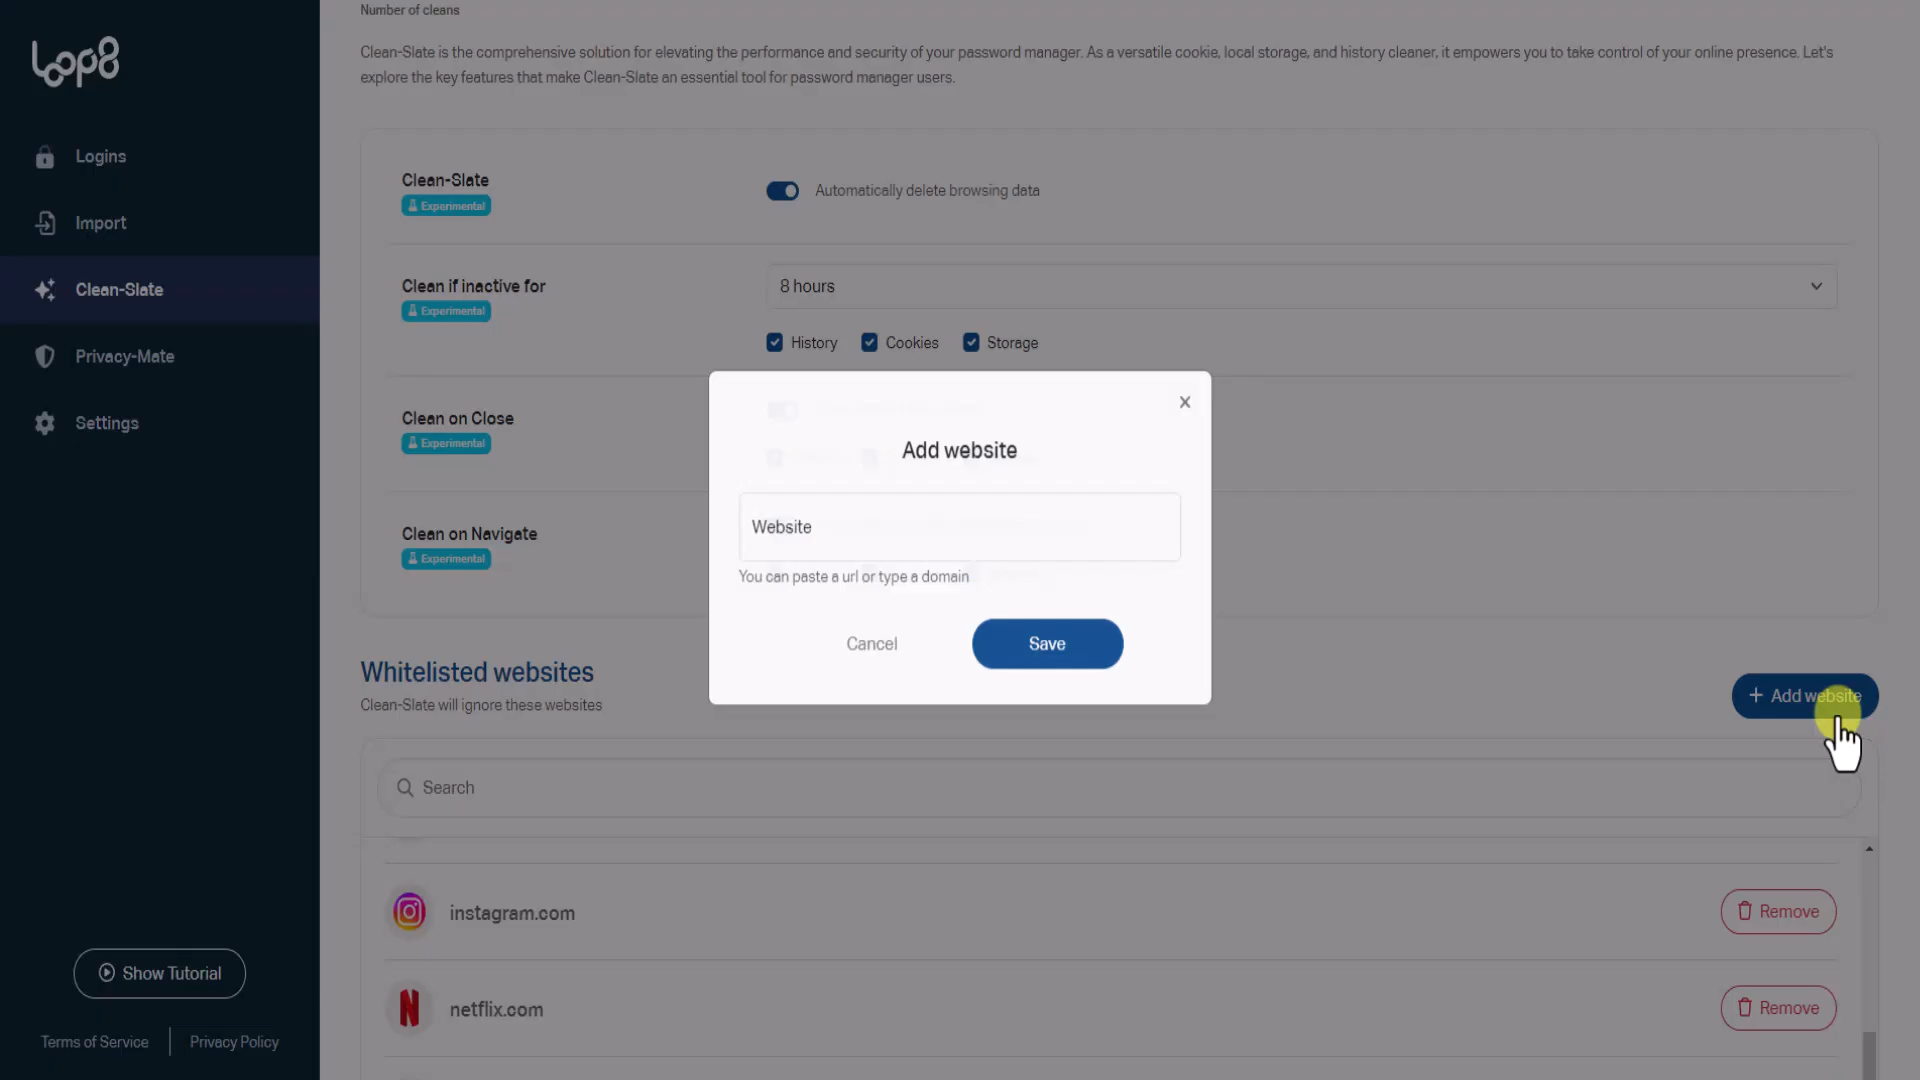 Lop8
Logins
Import
Clean-Slate
Privacy-Mate
Settings
Show Tutorial
Terms of Service
Privacy Policy
Number of cleans
Clean-Slate is the comprehensive solution for elevating the performance and security of your password manager. As a versatile cookie, local storage, and history cleaner, it empowers you to take control of your online presence. Let's
explore the key features that make Clean-Slate an essential tool for password manager users.
Clean-Slate
Experimental
Automatically delete browsing data
Clean if inactive for
Experimental
8 hours
History Cookies Storage
Clean on Close
Experimental
Clean on Navigate
Experimental
x
Add website
Website
You can paste a url or type a domain
Cancel
Save
Whitelisted websites
Clean-Slate will ignore these websites
+ Add website
Search
instagram.com
Remove
netflix.com
Remove